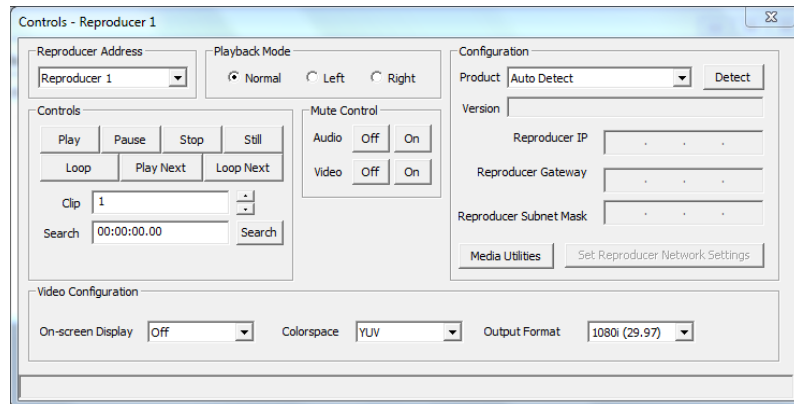 Controls - Reproducer 1
Reproducer Address
Reproducer 1
Playback Mode
Normal Left Right
Configuration
Product Auto Detect Detect
Version
Reproducer IP . . .
Reproducer Gateway . . .
Reproducer Subnet Mask . . .
Media Utilities Set Reproducer Network Settings
Controls
Play Pause Stop Still
Loop Play Next Loop Next
Clip 1
Search 00:00:00.00 Search
Mute Control
Audio Off On
Video Off On
Video Configuration
On-screen Display Off Colorspace YUV Output Format 1080i (29.97)